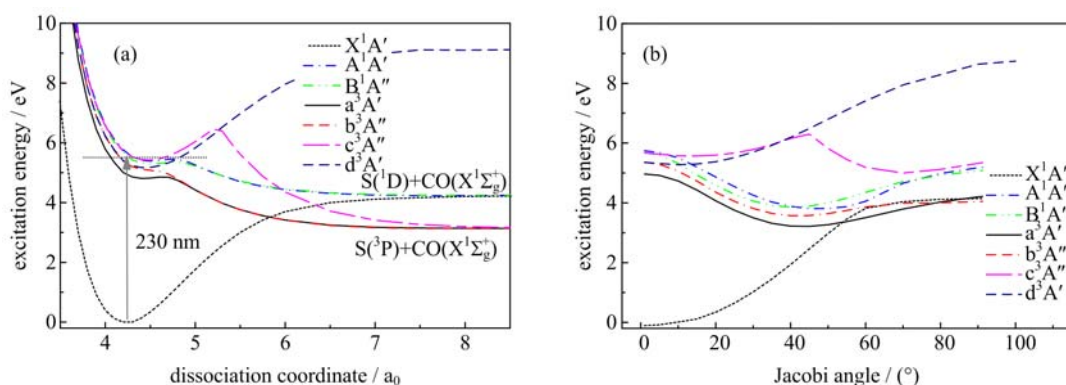 (a)
X¹A′
A¹A′
B¹A″
a³A′
b³A″
c³A″
d³A′
S(¹D)+CO(X¹Σg⁺)
S(³P)+CO(X¹Σg⁺)
230 nm
10
8
6
4
2
0
excitation energy / eV
4 5 6 7 8
dissociation coordinate / a₀
(b)
X¹A′
A¹A′
B¹A′
a³A′
b³A″
c³A″
d³A′
10
8
6
4
2
0
excitation energy / eV
0 20 40 60 80 100
Jacobi angle / (°)